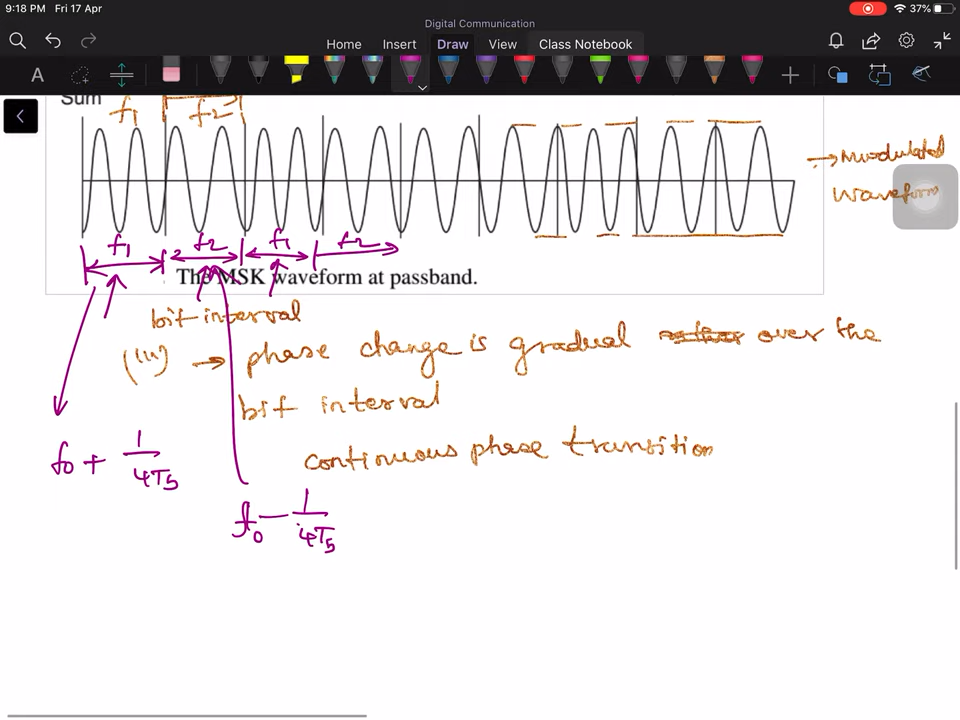 9:18 PM Fri 17 Apr
37%
Digital Communication
Home Insert Draw View Class Notebook
A
Sum
f1 f2
→ Modulated
waveform
f1 f2 f1 f2
The MSK waveform at passband.
bit interval
(iii) → phase change is gradual over the
bit interval
continuous phase transition
f0 + 1/4Ts
f0 - 1/4Ts